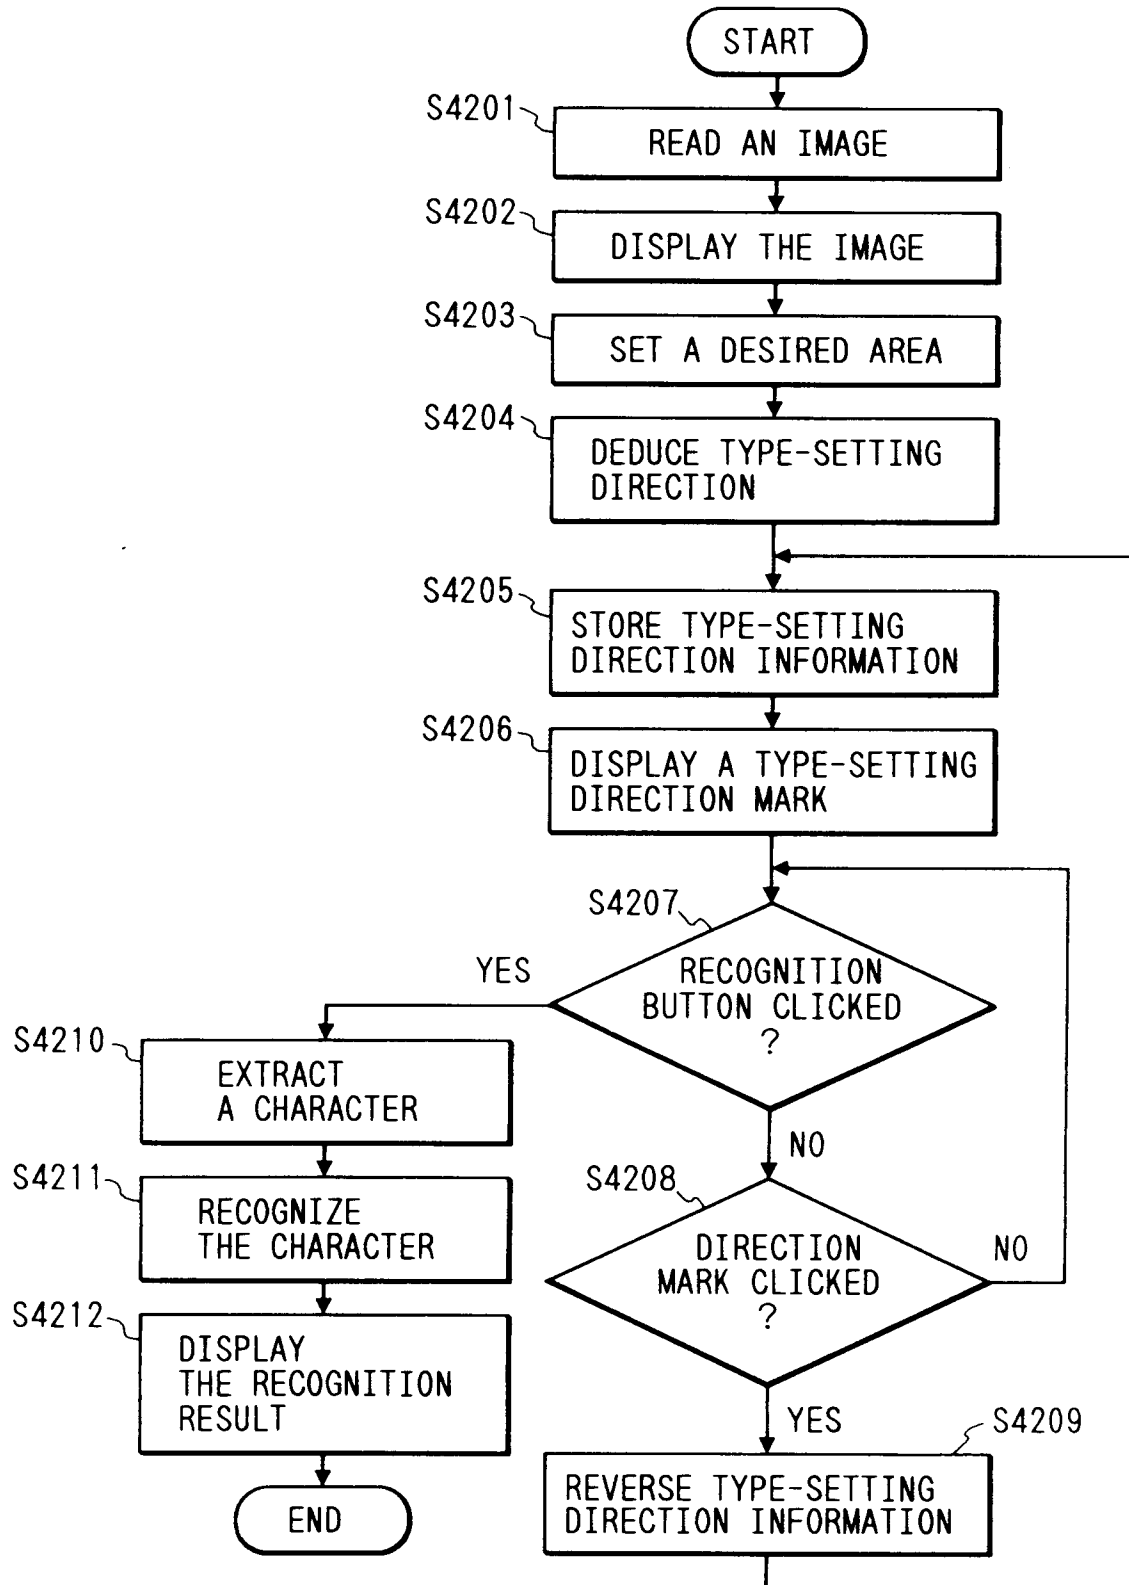 START
S4201
READ AN IMAGE
S4202
DISPLAY THE IMAGE
S4203
SET A DESIRED AREA
S4204
DEDUCE TYPE-SETTING
DIRECTION
S4205
STORE TYPE-SETTING
DIRECTION INFORMATION
S4206
DISPLAY A TYPE-SETTING
DIRECTION MARK
S4207
RECOGNITION
BUTTON CLICKED
?
YES
NO
S4208
DIRECTION
MARK CLICKED
?
NO
YES
S4209
REVERSE TYPE-SETTING
DIRECTION INFORMATION
S4210
EXTRACT
A CHARACTER
S4211
RECOGNIZE
THE CHARACTER
S4212
DISPLAY
THE RECOGNITION
RESULT
END